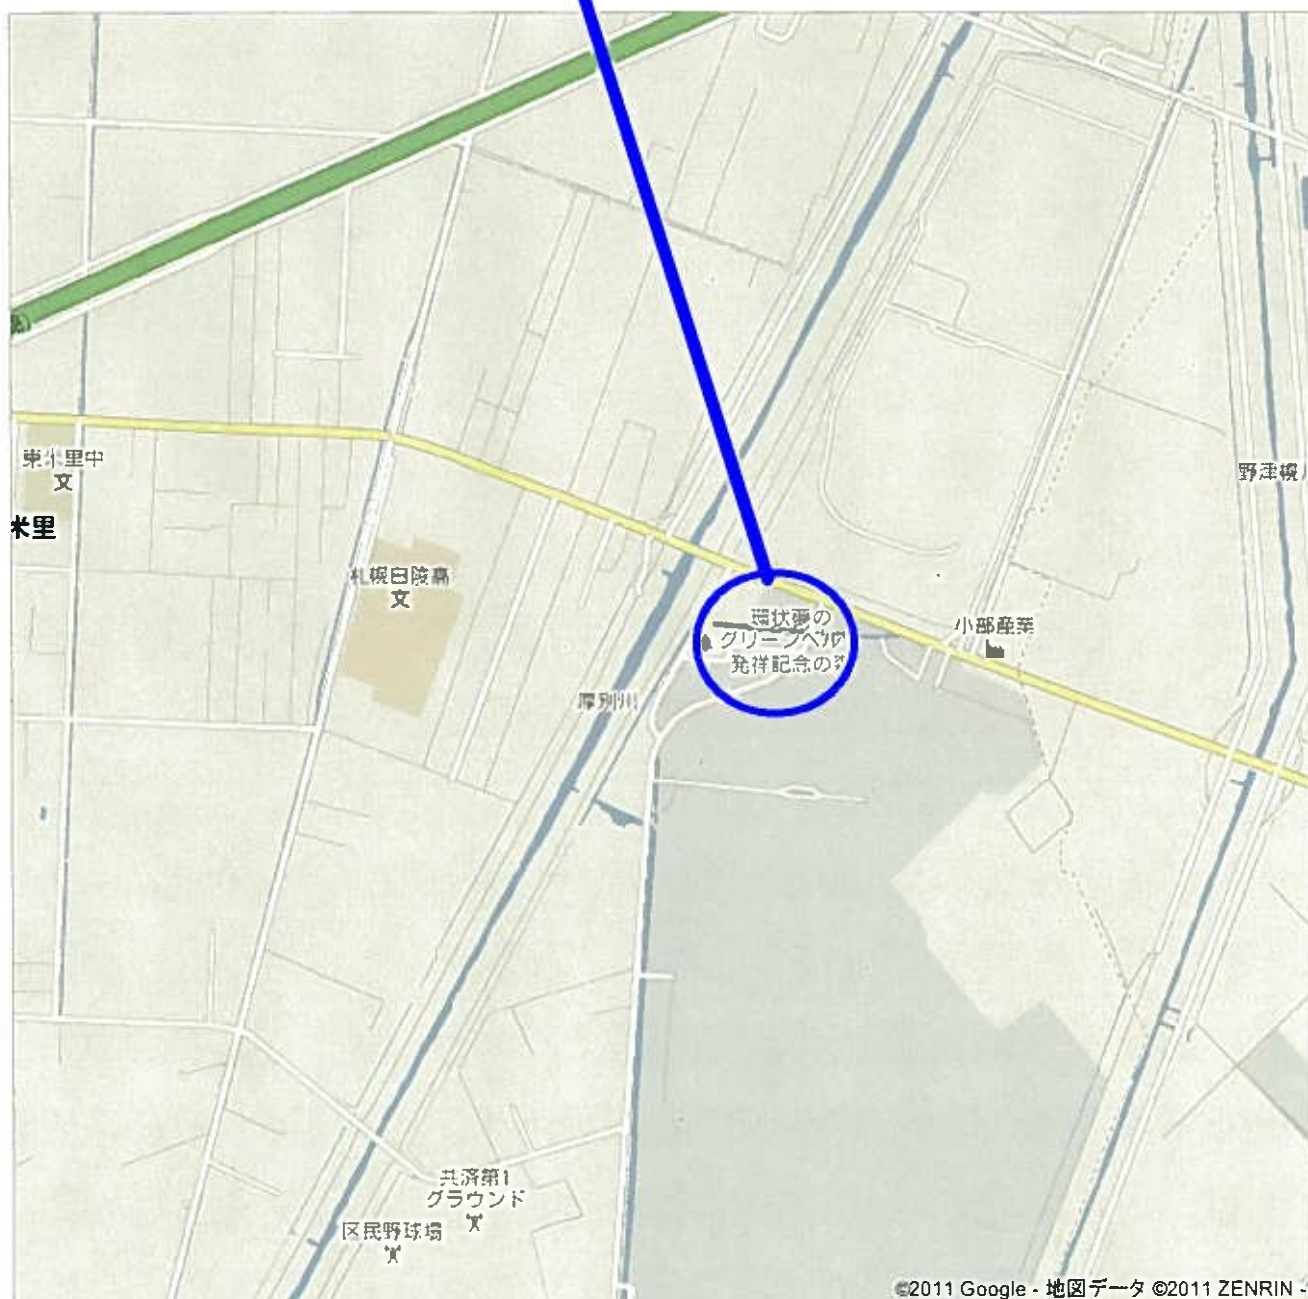 東米里中
文
米里
札幌白陵高
文
野津幌川
環状夢の
グリーンベルト
発祥記念の
小部産業
厚別川
共済第1
グラウンド
区民野球場
©2011 Google - 地図データ ©2011 ZENRIN -